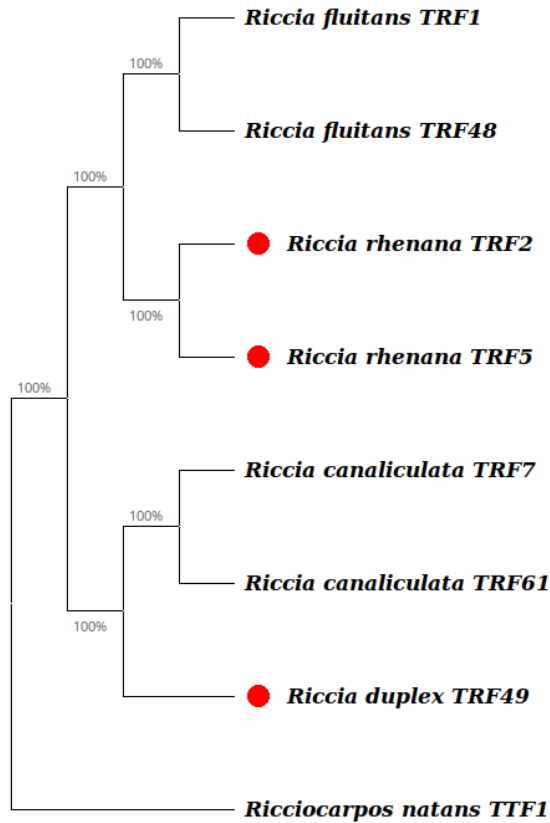 Riccia fluitans TRF1
100%
Riccia fluitans TRF48
100%
Riccia rhenana TRF2
100%
Riccia rhenana TRF5
100%
Riccia canaliculata TRF7
100%
Riccia canaliculata TRF61
100%
Riccia duplex TRF49
Ricciocarpos natans TTF1